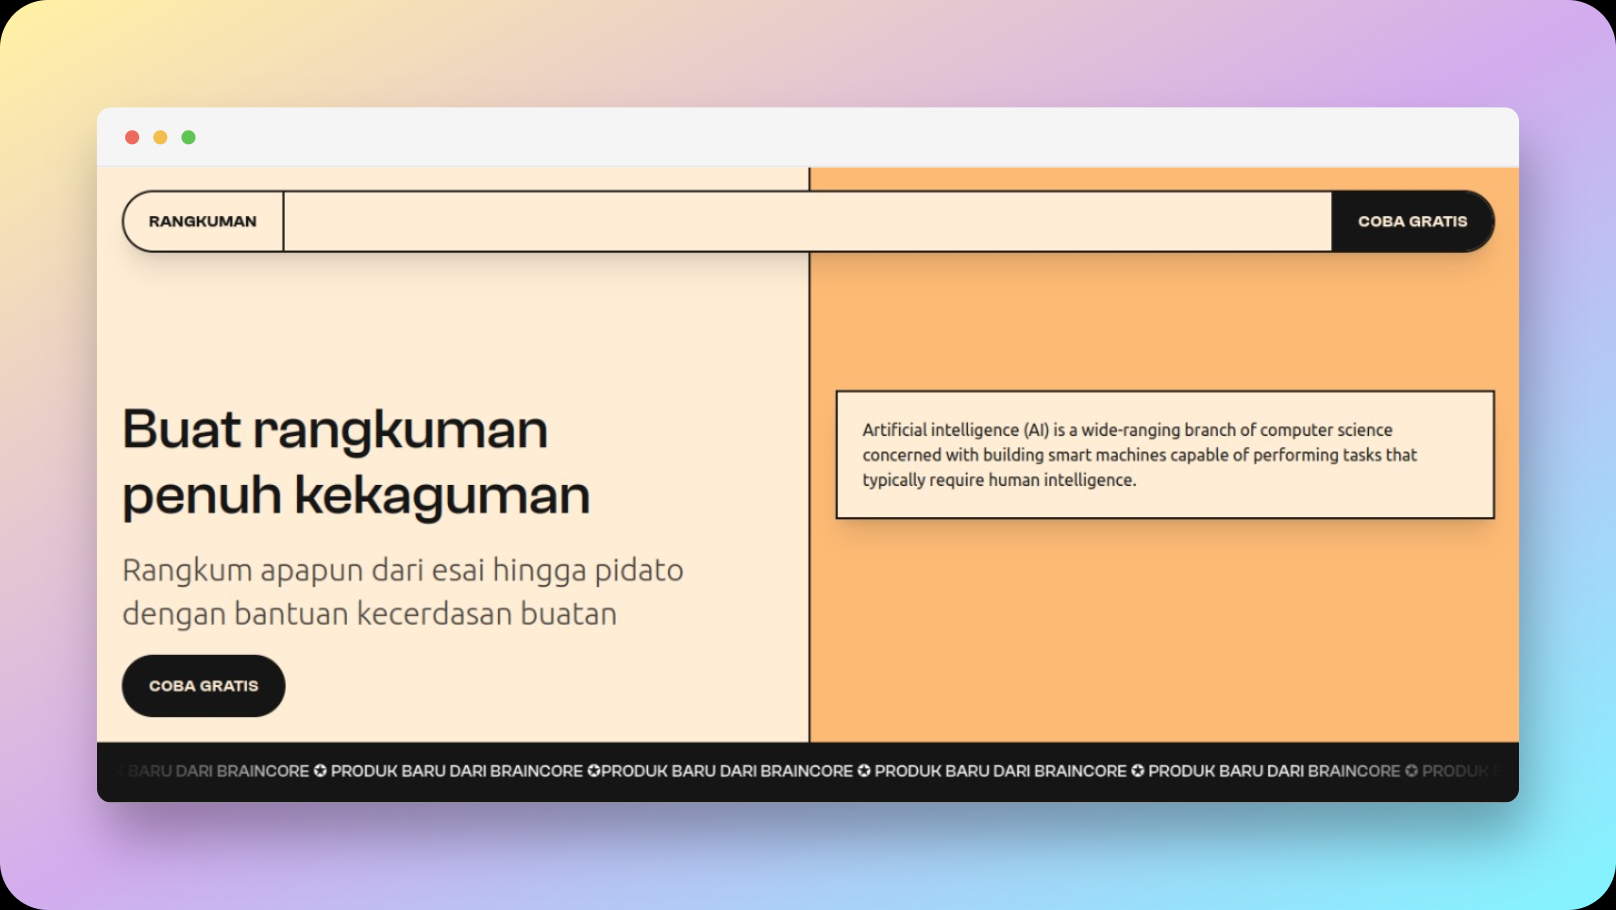 RANGKUMAN
COBA GRATIS
Buat rangkuman
penuh kekaguman
Rangkum apapun dari esai hingga pidato
dengan bantuan kecerdasan buatan
COBA GRATIS
Artificial intelligence (AI) is a wide-ranging branch of computer science
concerned with building smart machines capable of performing tasks that
typically require human intelligence.
BARU DARI BRAINCORE ✪ PRODUK BARU DARI BRAINCORE ✪PRODUK BARU DARI BRAINCORE ✪ PRODUK BARU DARI BRAINCORE ✪ PRODUK BARU DARI BRAINCORE ✪ PRODUK